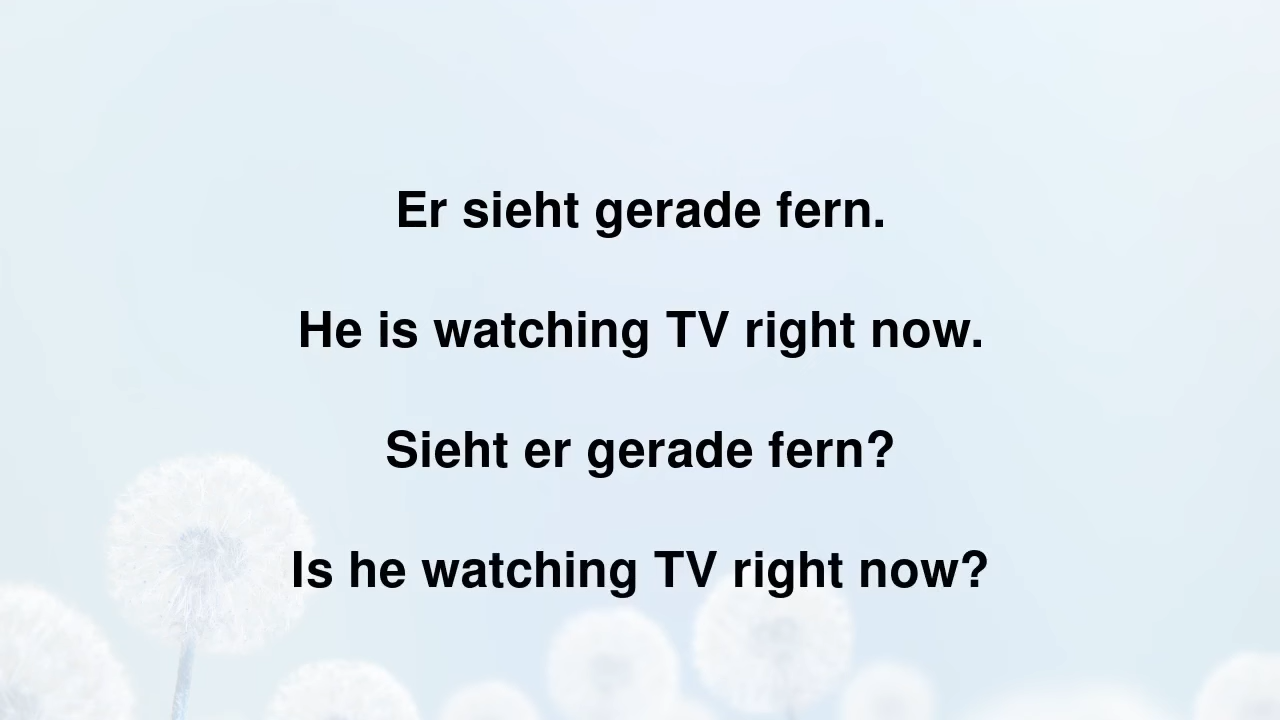 Er sieht gerade fern.
He is watching TV right now.
Sieht er gerade fern?
Is he watching TV right now?